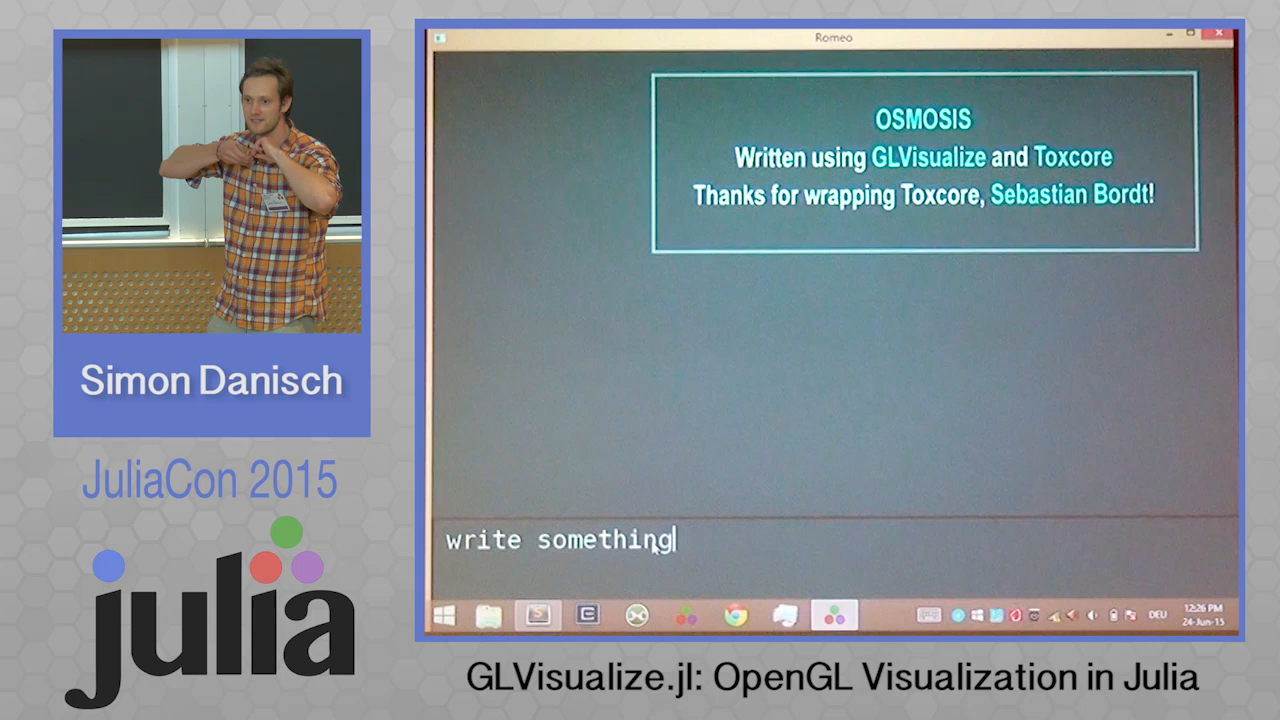 Simon Danisch
JuliaCon 2015
julia
Romeo
OSMOSIS
Written using GLVisualize and Toxcore
Thanks for wrapping Toxcore, Sebastian Bordt!
write something
DEU
12:26 PM
24-Jun-15
GLVisualize.jl: OpenGL Visualization in Julia